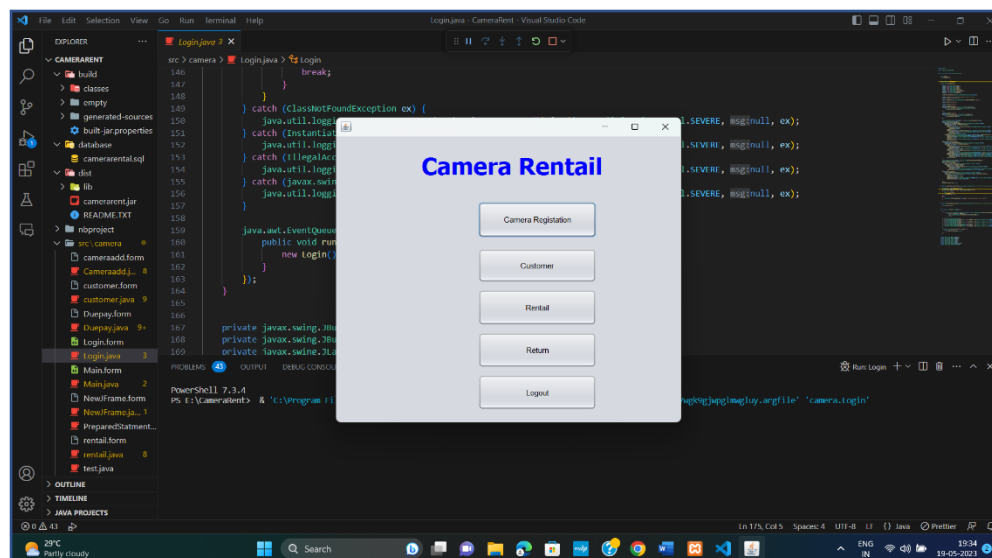 File Edit Selection View Go Run Terminal Help
Login.java - CameraRent - Visual Studio Code
EXPLORER
CAMERARENT
build
classes
empty
generated-sources
built-jar.properties
database
camerarental.sql
dist
lib
camerarent.jar
README.TXT
nbproject
src\camera
cameraadd.form
Cameraadd.j... 8
customer.form
customer.java 9
Duepay.form
Duepay.java 9+
Login.form
Login.java 3
Main.form
Main.java 2
NewJFrame.form
NewJFrame.ja... 1
PreparedStatment...
rentail.form
rentail.java 8
test.java
OUTLINE
TIMELINE
JAVA PROJECTS
Login.java 3
src > camera > Login.java > Login
146 break;
147 }
148 }
149 } catch (ClassNotFoundException ex) {
150 java.util.loggi l.SEVERE, msg:null, ex);
151 } catch (Instantiat
152 java.util.loggi l.SEVERE, msg:null, ex);
153 } catch (IllegalAcc
154 java.util.loggi l.SEVERE, msg:null, ex);
155 } catch (javax.swin
156 java.util.loggi l.SEVERE, msg:null, ex);
157 }
158
159 java.awt.EventQueue
160 public void run
161 new Login()
162 }
163 });
164 }
165
166
167 private javax.swing.JBu
168 private javax.swing.JBu
169 private javax.swing.JLa
Camera Rentail
Camera Registation
Customer
Rentail
Return
Logout
PROBLEMS 43 OUTPUT DEBUG CONSOL
Run: Login
PowerShell 7.3.4
PS E:\CameraRent> & 'C:\Program Fi .argfile' 'camera.Login'
0 43
Ln 175, Col 5 Spaces: 4 UTF-8 LF {} Java Prettier
29°C
Partly cloudy
Search
ENG
IN
19:34
19-05-2023